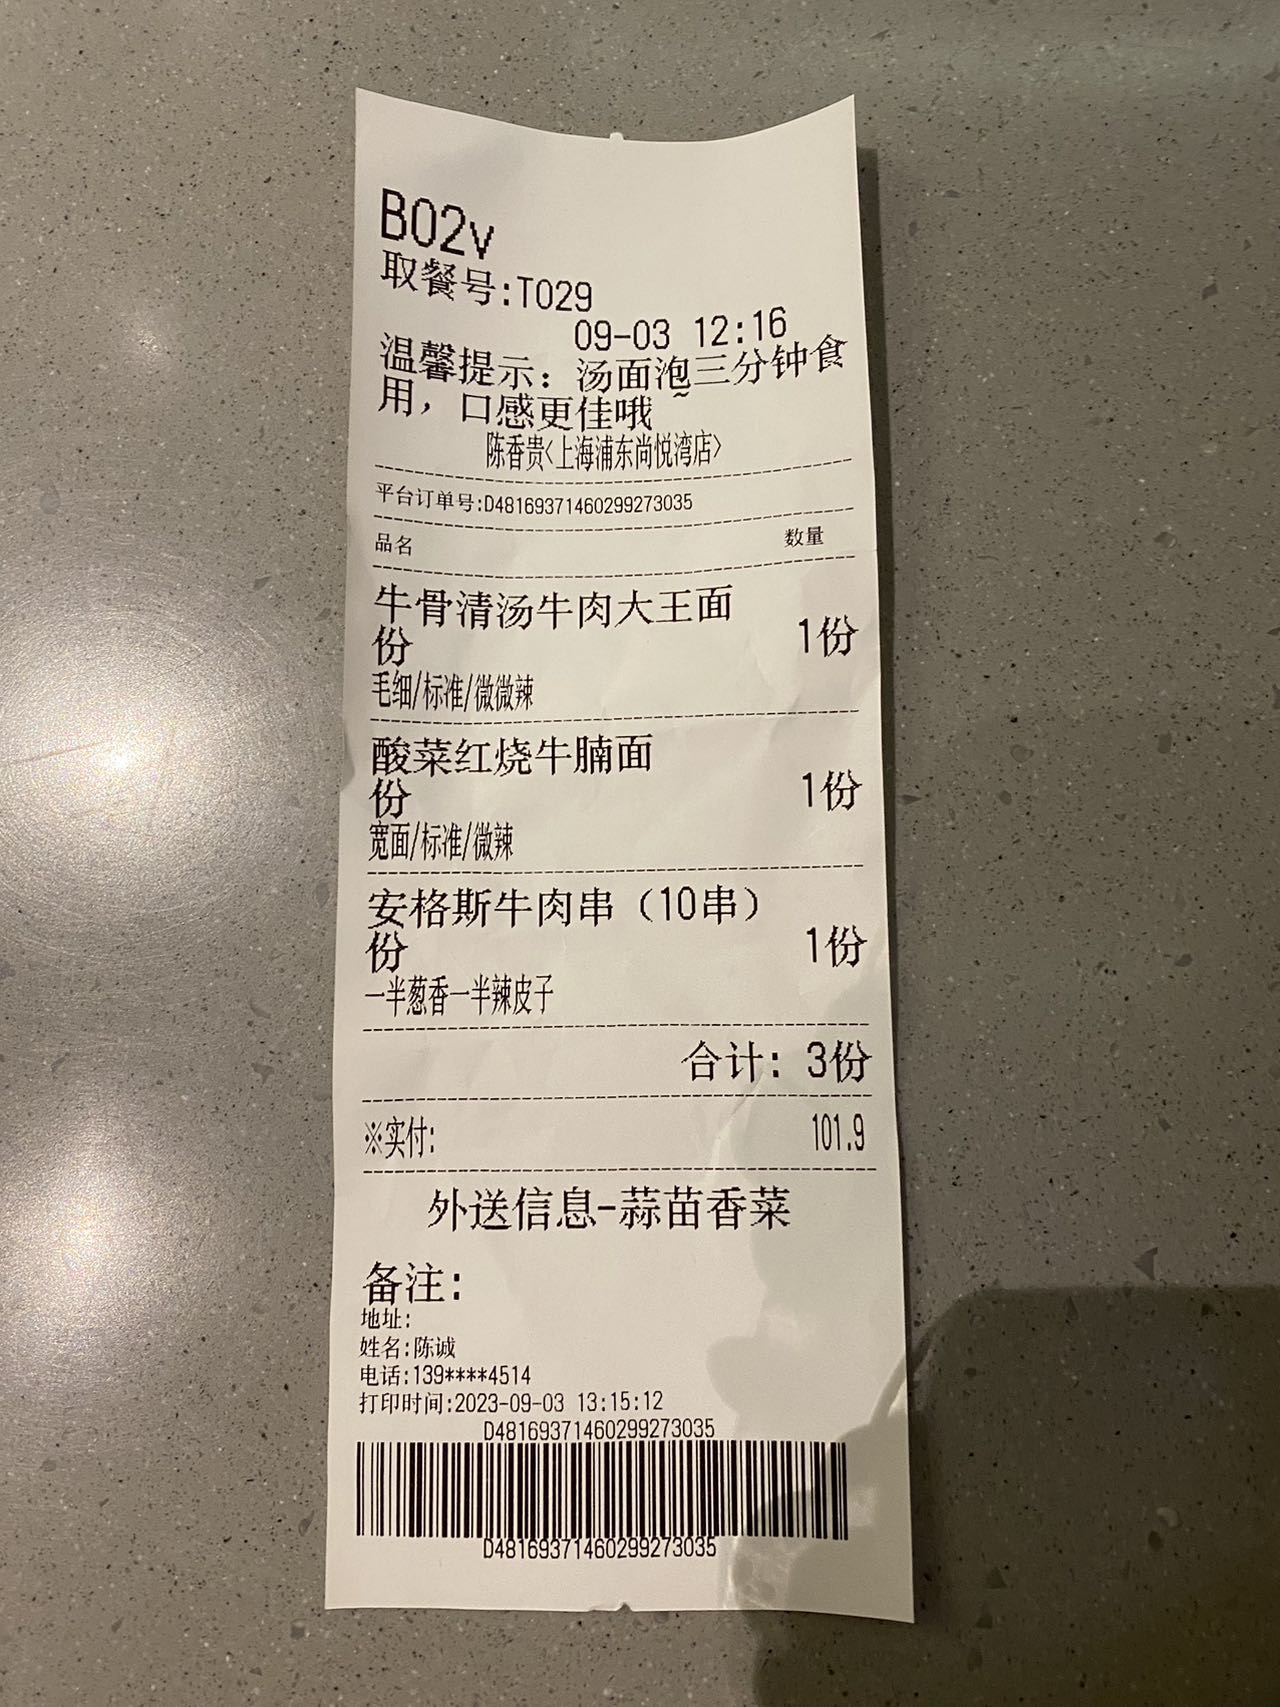 B02v
取餐号:T029
09-03 12:16
温馨提示：汤面泡三分钟食
用，口感更佳哦~
陈香贵<上海浦东尚悦湾店>
平台订单号:D48169371460299273035
品名 数量
牛骨清汤牛肉大王面
份 1份
毛细/标准/微微辣
酸菜红烧牛腩面
份 1份
宽面/标准/微辣
安格斯牛肉串（10串）
份 1份
一半葱香一半辣皮子
合计: 3份
※实付: 101.9
外送信息-蒜苗香菜
备注:
地址:
姓名:陈诚
电话:139****4514
打印时间:2023-09-03 13:15:12
D48169371460299273035
D48169371460299273035